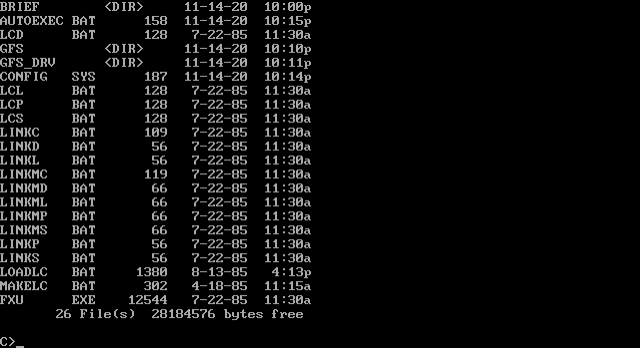 BRIEF        <DIR>     11-14-20  10:00p
AUTOEXEC BAT       158  11-14-20  10:15p
LCD      BAT       128   7-22-85  11:30a
GFS          <DIR>     11-14-20  10:10p
GFS_DRV      <DIR>     11-14-20  10:11p
CONFIG   SYS       187  11-14-20  10:14p
LCL      BAT       128   7-22-85  11:30a
LCP      BAT       128   7-22-85  11:30a
LCS      BAT       128   7-22-85  11:30a
LINKC    BAT       109   7-22-85  11:30a
LINKD    BAT        56   7-22-85  11:30a
LINKL    BAT        56   7-22-85  11:30a
LINKMC   BAT       119   7-22-85  11:30a
LINKMD   BAT        66   7-22-85  11:30a
LINKML   BAT        66   7-22-85  11:30a
LINKMP   BAT        66   7-22-85  11:30a
LINKMS   BAT        66   7-22-85  11:30a
LINKP    BAT        56   7-22-85  11:30a
LINKS    BAT        56   7-22-85  11:30a
LOADLC   BAT      1380   8-13-85   4:13p
MAKELC   BAT       302   4-18-85  11:15a
FXU      EXE     12544   7-22-85  11:30a
26 File(s)  28184576 bytes free
C>_